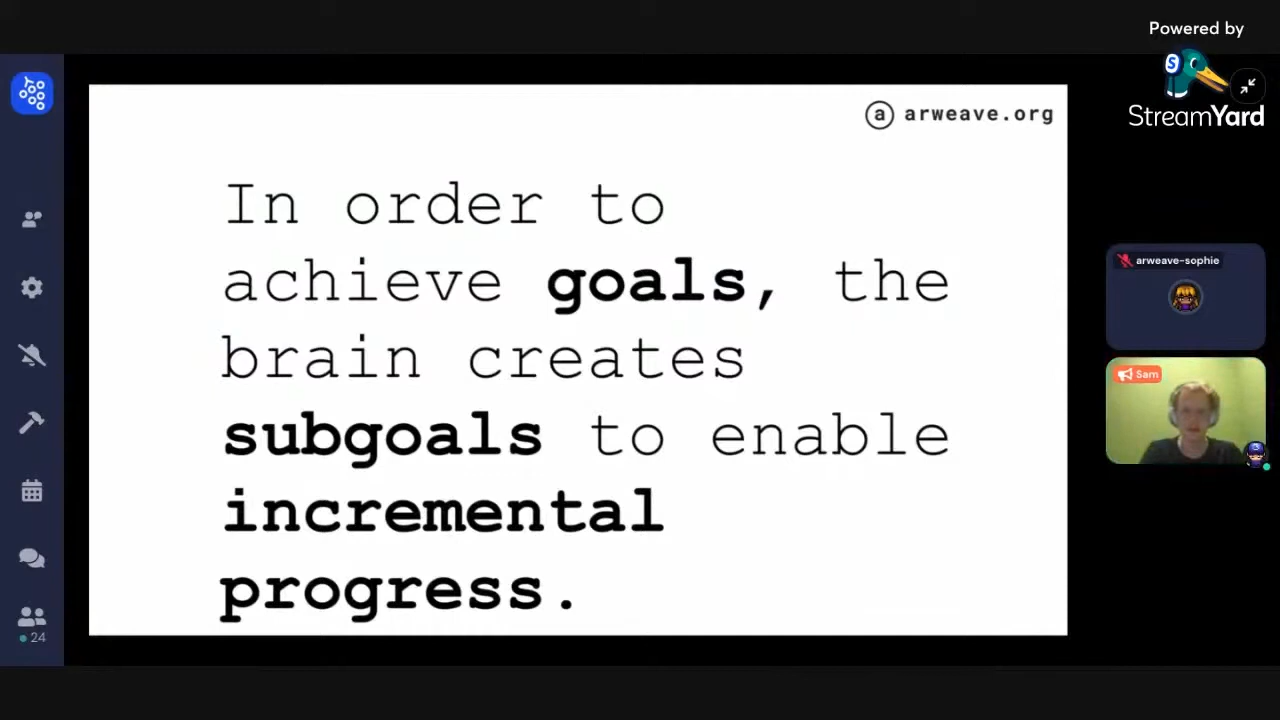 Powered by
StreamYard
a arweave.org
In order to
achieve goals, the
brain creates
subgoals to enable
incremental
progress.
arweave-sophie
Sam
24